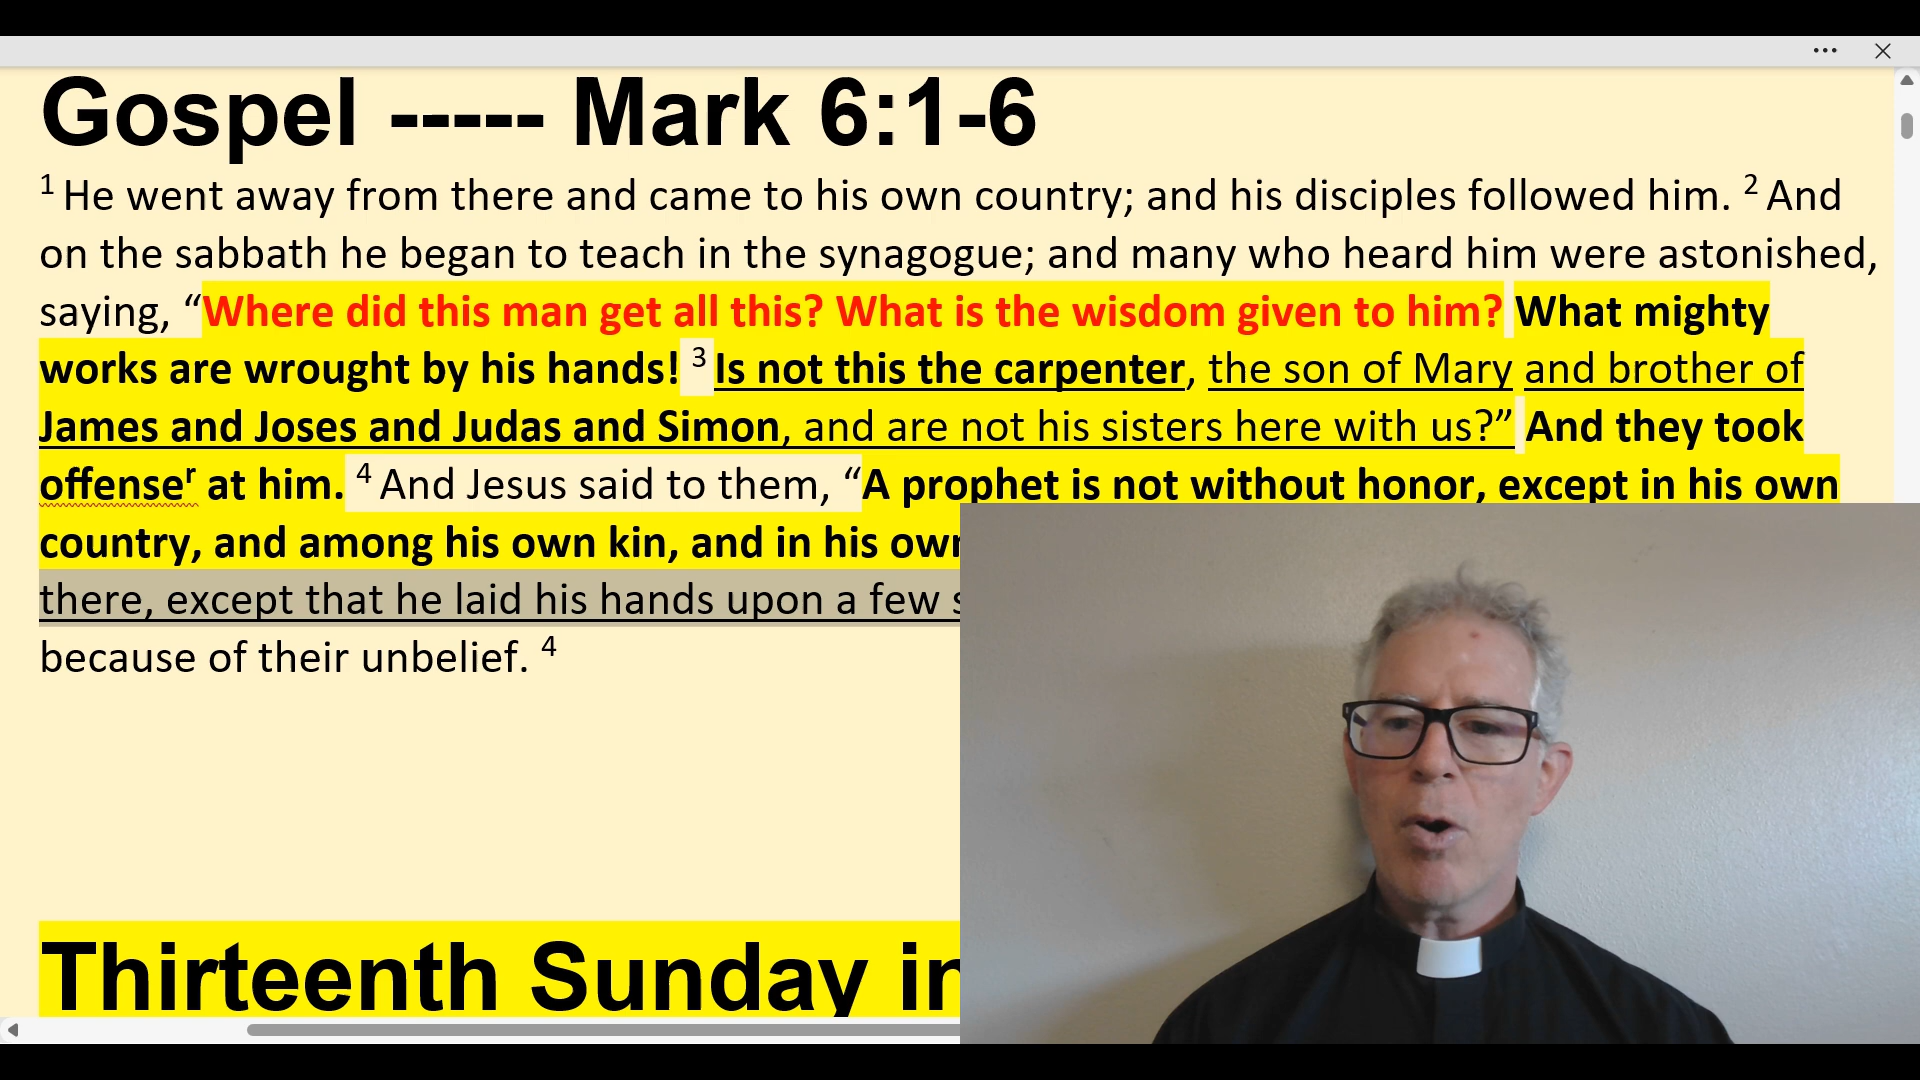 Gospel ----- Mark 6:1-6
1 He went away from there and came to his own country; and his disciples followed him. 2 And
on the sabbath he began to teach in the synagogue; and many who heard him were astonished,
saying, “Where did this man get all this? What is the wisdom given to him? What mighty
works are wrought by his hands! 3 Is not this the carpenter, the son of Mary and brother of
James and Joses and Judas and Simon, and are not his sisters here with us?” And they took
offenser at him. 4 And Jesus said to them, “A prophet is not without honor, except in his own
country, and among his own kin, and in his own
there, except that he laid his hands upon a few
because of their unbelief. 4
Thirteenth Sunday in